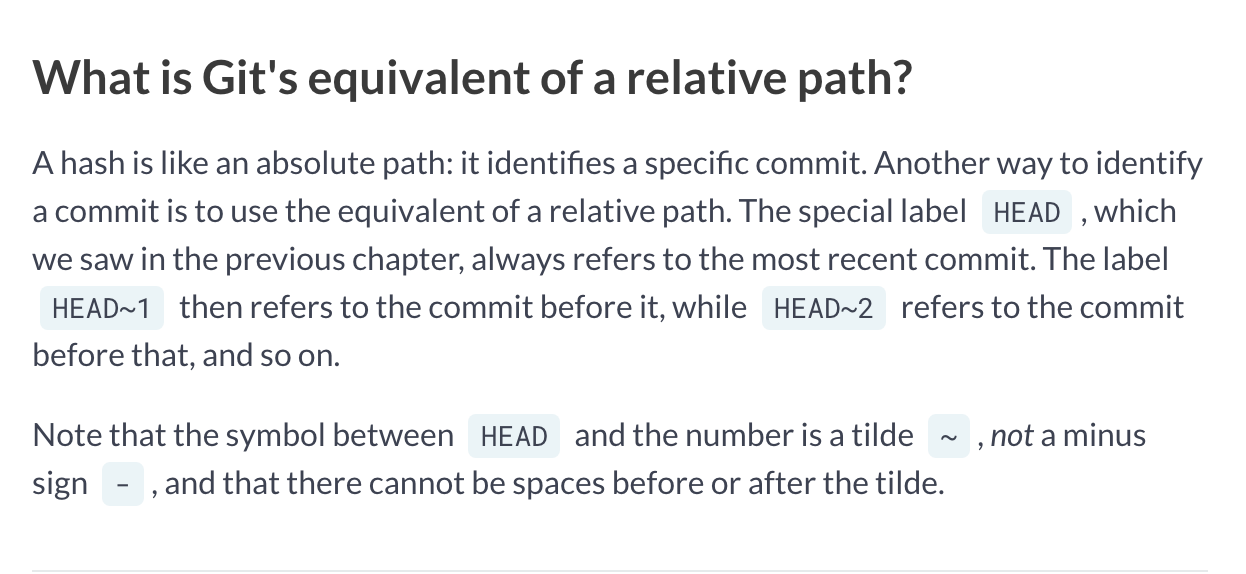 What is Git's equivalent of a relative path?
A hash is like an absolute path: it identifies a specific commit. Another way to identify
a commit is to use the equivalent of a relative path. The special label HEAD , which
we saw in the previous chapter, always refers to the most recent commit. The label
HEAD~1 then refers to the commit before it, while HEAD~2 refers to the commit
before that, and so on.
Note that the symbol between HEAD and the number is a tilde ~ , not a minus
sign - , and that there cannot be spaces before or after the tilde.